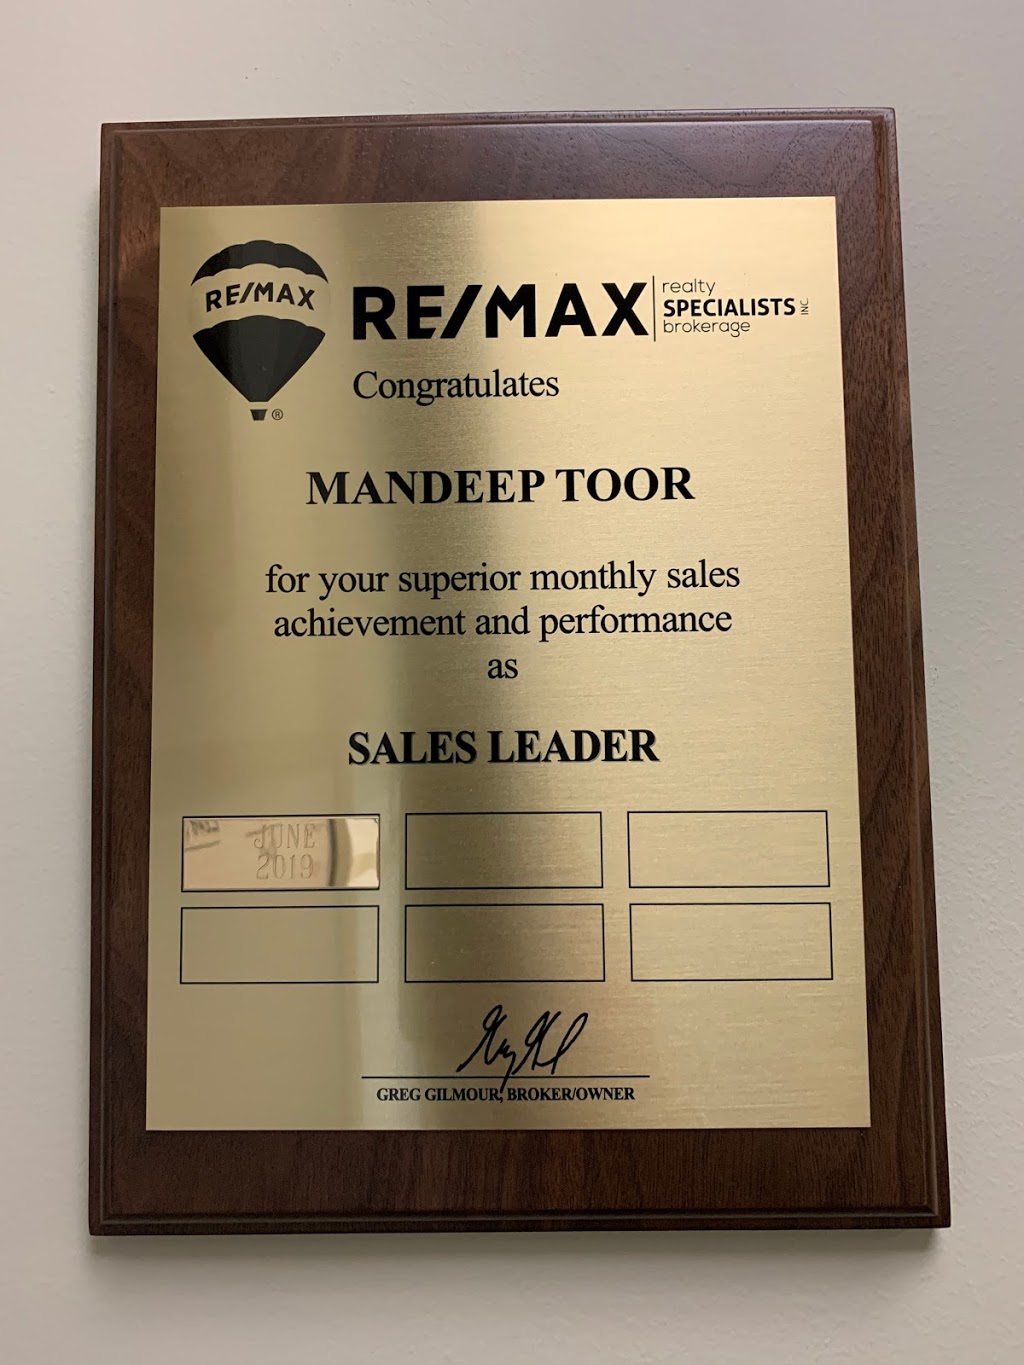 RE/MAX
®
RE/MAX
realty
SPECIALISTS INC
brokerage
Congratulates
MANDEEP TOOR
for your superior monthly sales
achievement and performance
as
SALES LEADER
JUNE
2019
GREG GILMOUR, BROKER/OWNER